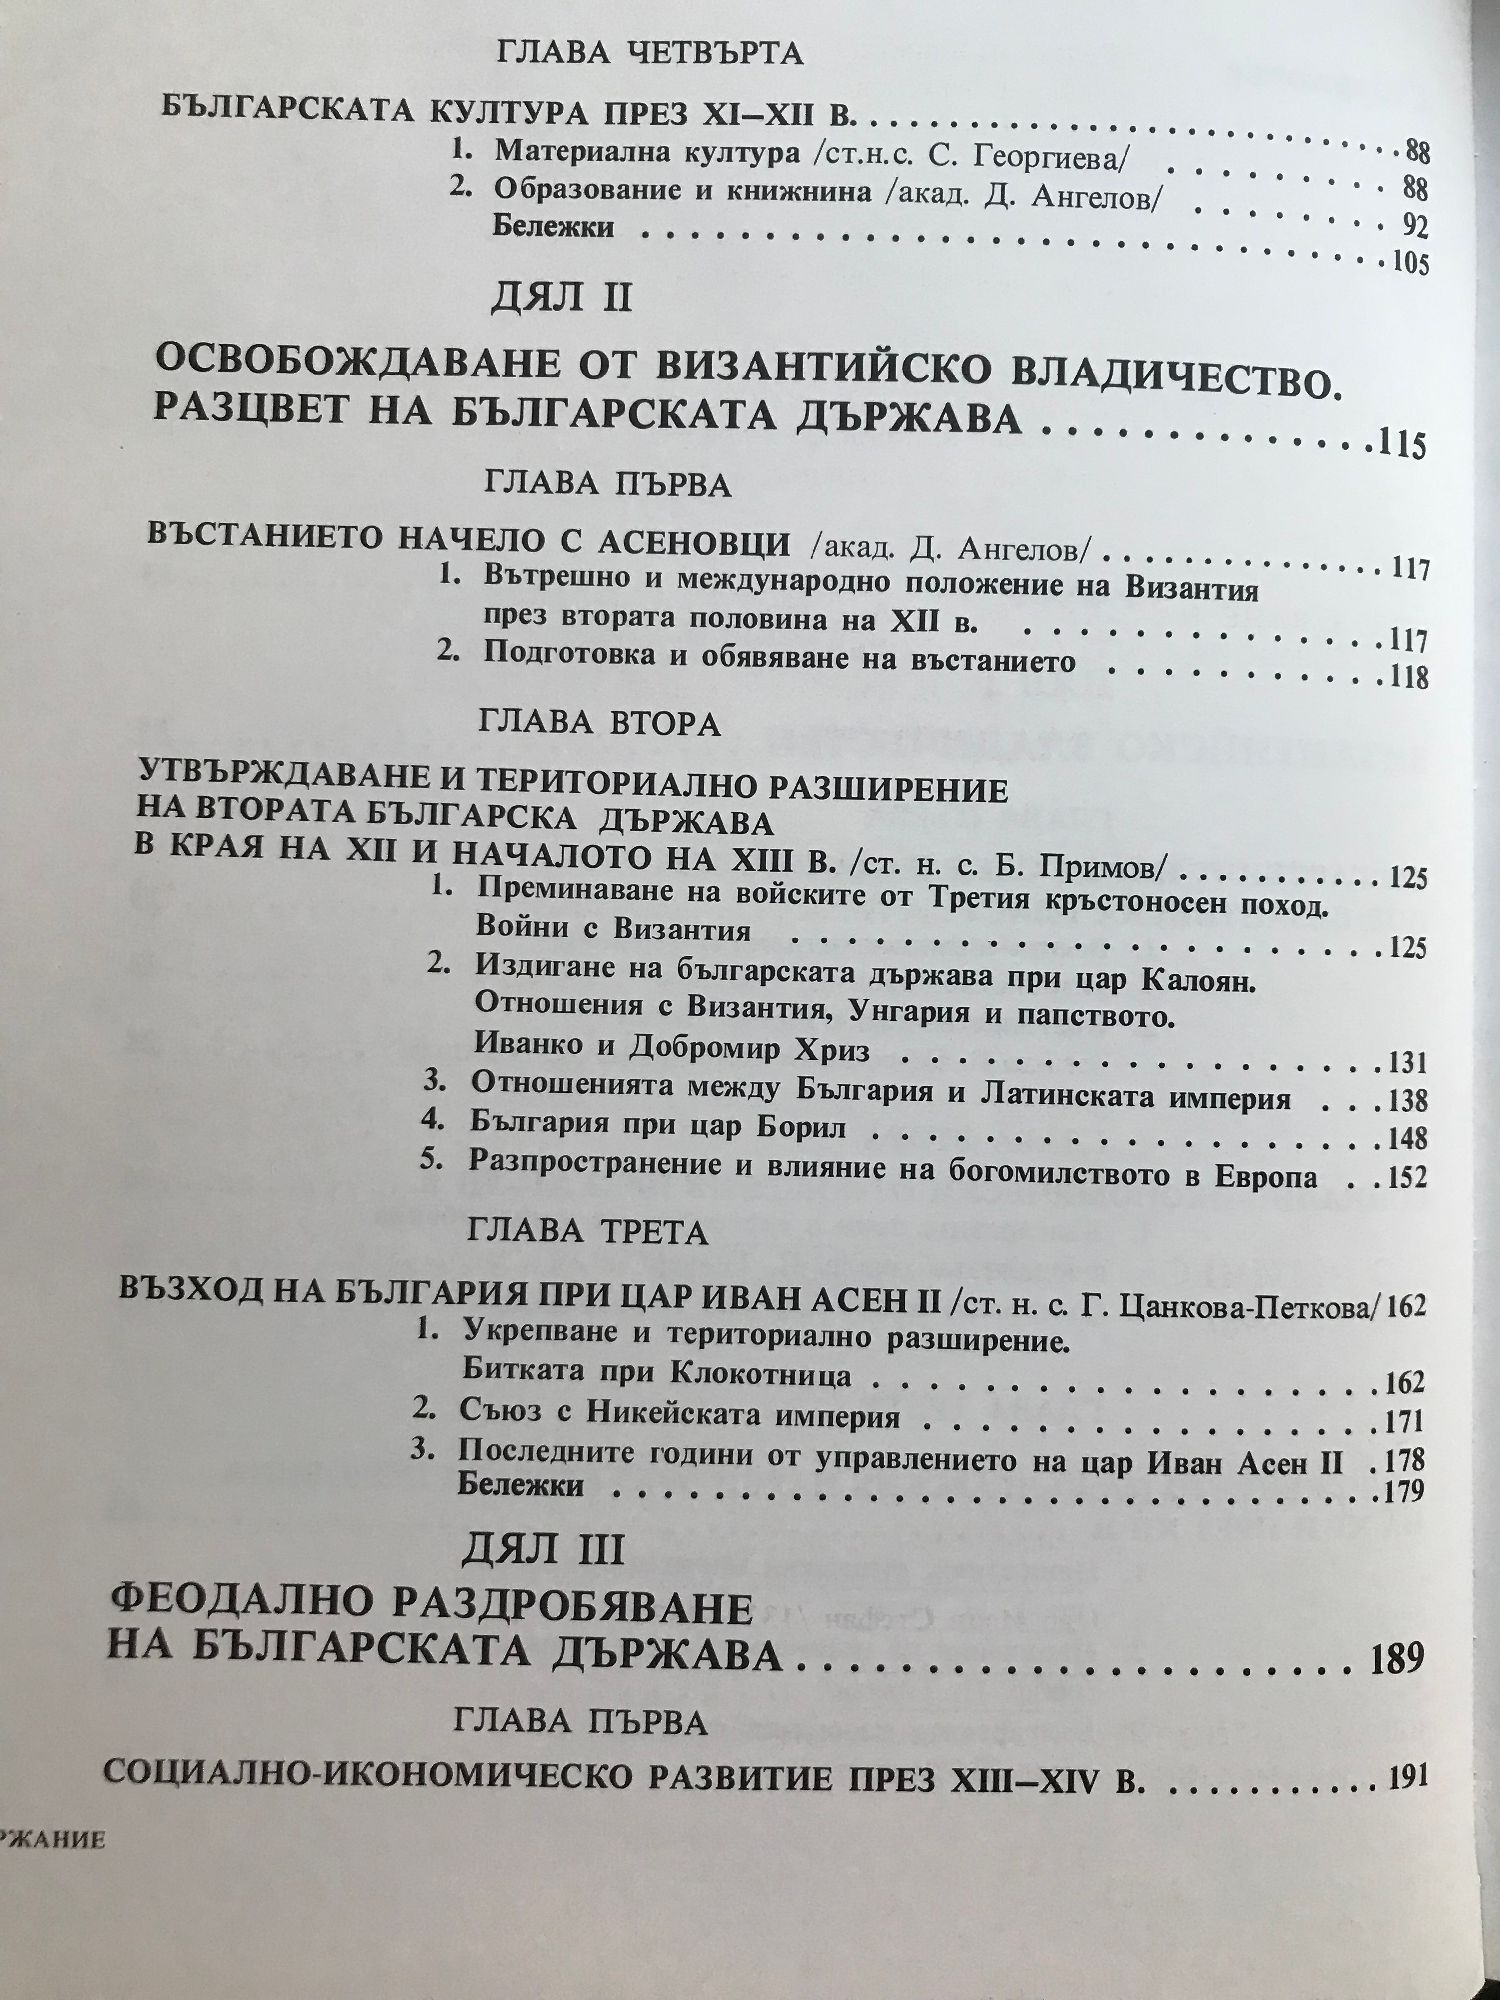 ГЛАВА ЧЕТВЪРТА
БЪЛГАРСКАТА КУЛТУРА ПРЕЗ XI–XII В. . . . . . . . . . . . . . . . . . . . 88
1. Материална култура /ст.н.с. С. Георгиева/ . . . . . . . . . . 88
2. Образование и книжнина /акад. Д. Ангелов/ . . . . . . . . . 92
Бележки . . . . . . . . . . . . . . . . . . . . . . . . . . . . 105
ДЯЛ II
ОСВОБОЖДАВАНЕ ОТ ВИЗАНТИЙСКО ВЛАДИЧЕСТВО.
РАЗЦВЕТ НА БЪЛГАРСКАТА ДЪРЖАВА . . . . . . . . . . . . . . 115
ГЛАВА ПЪРВА
ВЪСТАНИЕТО НАЧЕЛО С АСЕНОВЦИ /акад. Д. Ангелов/ . . . . . . . . . . . . . . 117
1. Вътрешно и международно положение на Византия
през втората половина на XII в. . . . . . . . . . . . . . 117
2. Подготовка и обявяване на въстанието . . . . . . . . . . 118
ГЛАВА ВТОРА
УТВЪРЖДАВАНЕ И ТЕРИТОРИАЛНО РАЗШИРЕНИЕ
НА ВТОРАТА БЪЛГАРСКА ДЪРЖАВА
В КРАЯ НА XII И НАЧАЛОТО НА XIII В. /ст. н. с. Б. Примов/ . . . . . . . . . . . 125
1. Преминаване на войските от Третия кръстоносен поход.
Войни с Византия . . . . . . . . . . . . . . . . . . . . . . 125
2. Издигане на българската държава при цар Калоян.
Отношения с Византия, Унгария и папството.
Иванко и Добромир Хриз . . . . . . . . . . . . . . . . . . 131
3. Отношенията между България и Латинската империя . . . 138
4. България при цар Борил . . . . . . . . . . . . . . . . . . . 148
5. Разпространение и влияние на богомилството в Европа . . 152
ГЛАВА ТРЕТА
ВЪЗХОД НА БЪЛГАРИЯ ПРИ ЦАР ИВАН АСЕН II /ст. н. с. Г. Цанкова-Петкова/ 162
1. Укрепване и териториално разширение.
Битката при Клокотница . . . . . . . . . . . . . . . . . . . 162
2. Съюз с Никейската империя . . . . . . . . . . . . . . . . . 171
3. Последните години от управлението на цар Иван Асен II . 178
Бележки . . . . . . . . . . . . . . . . . . . . . . . . . . . . 179
ДЯЛ III
ФЕОДАЛНО РАЗДРОБЯВАНЕ
НА БЪЛГАРСКАТА ДЪРЖАВА . . . . . . . . . . . . . . . . . . . . . 189
ГЛАВА ПЪРВА
СОЦИАЛНО-ИКОНОМИЧЕСКО РАЗВИТИЕ ПРЕЗ XIII–XIV В. . . . . . . . . . . . 191
РЖАНИЕ